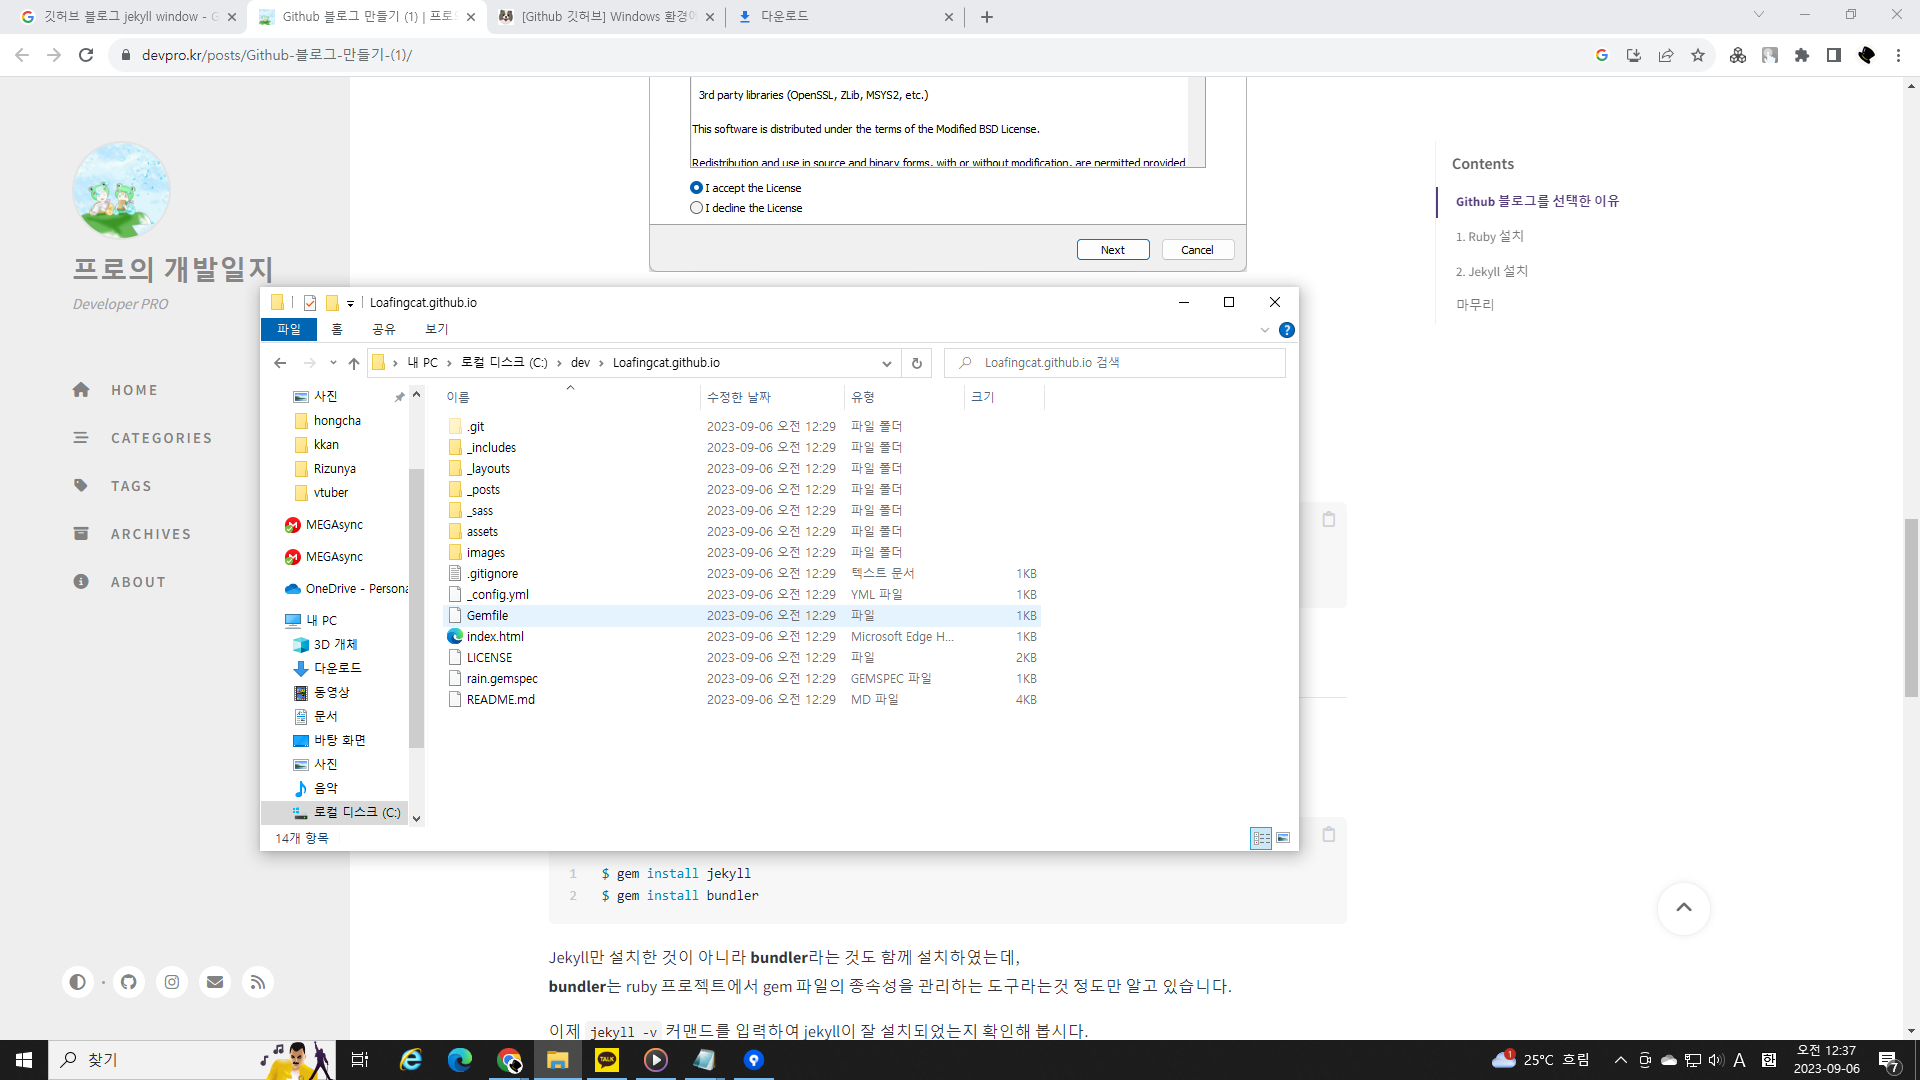 깃허브 블로그 jekyll window - G
Github 블로그 만들기 (1) | 프로
[Github 깃허브] Windows 환경
다운로드
devpro.kr/posts/Github-블로그-만들기-(1)/
3rd party libraries (OpenSSL, ZLib, MSYS2, etc.)
This software is distributed under the terms of the Modified BSD License.
Redistribution and use in source and binary forms, with or without modification, are permitted provided
I accept the License
I decline the License
Next
Cancel
프로의 개발일지
Developer PRO
HOME
CATEGORIES
TAGS
ARCHIVES
ABOUT
Contents
Github 블로그를 선택한 이유
1. Ruby 설치
2. Jekyll 설치
마무리
Loafingcat.github.io
파일
홈
공유
보기
내 PC
로컬 디스크 (C:)
dev
Loafingcat.github.io
Loafingcat.github.io 검색
사진
hongcha
kkan
Rizunya
vtuber
MEGAsync
MEGAsync
OneDrive - Persona
내 PC
3D 개체
다운로드
동영상
문서
바탕 화면
사진
음악
로컬 디스크 (C:)
이름 수정한 날짜 유형 크기
.git 2023-09-06 오전 12:29 파일 폴더
_includes 2023-09-06 오전 12:29 파일 폴더
_layouts 2023-09-06 오전 12:29 파일 폴더
_posts 2023-09-06 오전 12:29 파일 폴더
_sass 2023-09-06 오전 12:29 파일 폴더
assets 2023-09-06 오전 12:29 파일 폴더
images 2023-09-06 오전 12:29 파일 폴더
.gitignore 2023-09-06 오전 12:29 텍스트 문서 1KB
_config.yml 2023-09-06 오전 12:29 YML 파일 1KB
Gemfile 2023-09-06 오전 12:29 파일 1KB
index.html 2023-09-06 오전 12:29 Microsoft Edge H... 1KB
LICENSE 2023-09-06 오전 12:29 파일 2KB
rain.gemspec 2023-09-06 오전 12:29 GEMSPEC 파일 1KB
README.md 2023-09-06 오전 12:29 MD 파일 4KB
14개 항목
1 $ gem install jekyll
2 $ gem install bundler
Jekyll만 설치한 것이 아니라 bundler라는 것도 함께 설치하였는데,
bundler는 ruby 프로젝트에서 gem 파일의 종속성을 관리하는 도구라는것 정도만 알고 있습니다.
이제 jekyll -v 커맨드를 입력하여 jekyll이 잘 설치되었는지 확인해 봅시다.
찾기
TALK
1
25°C 흐림
A
한
오전 12:37
2023-09-06
7